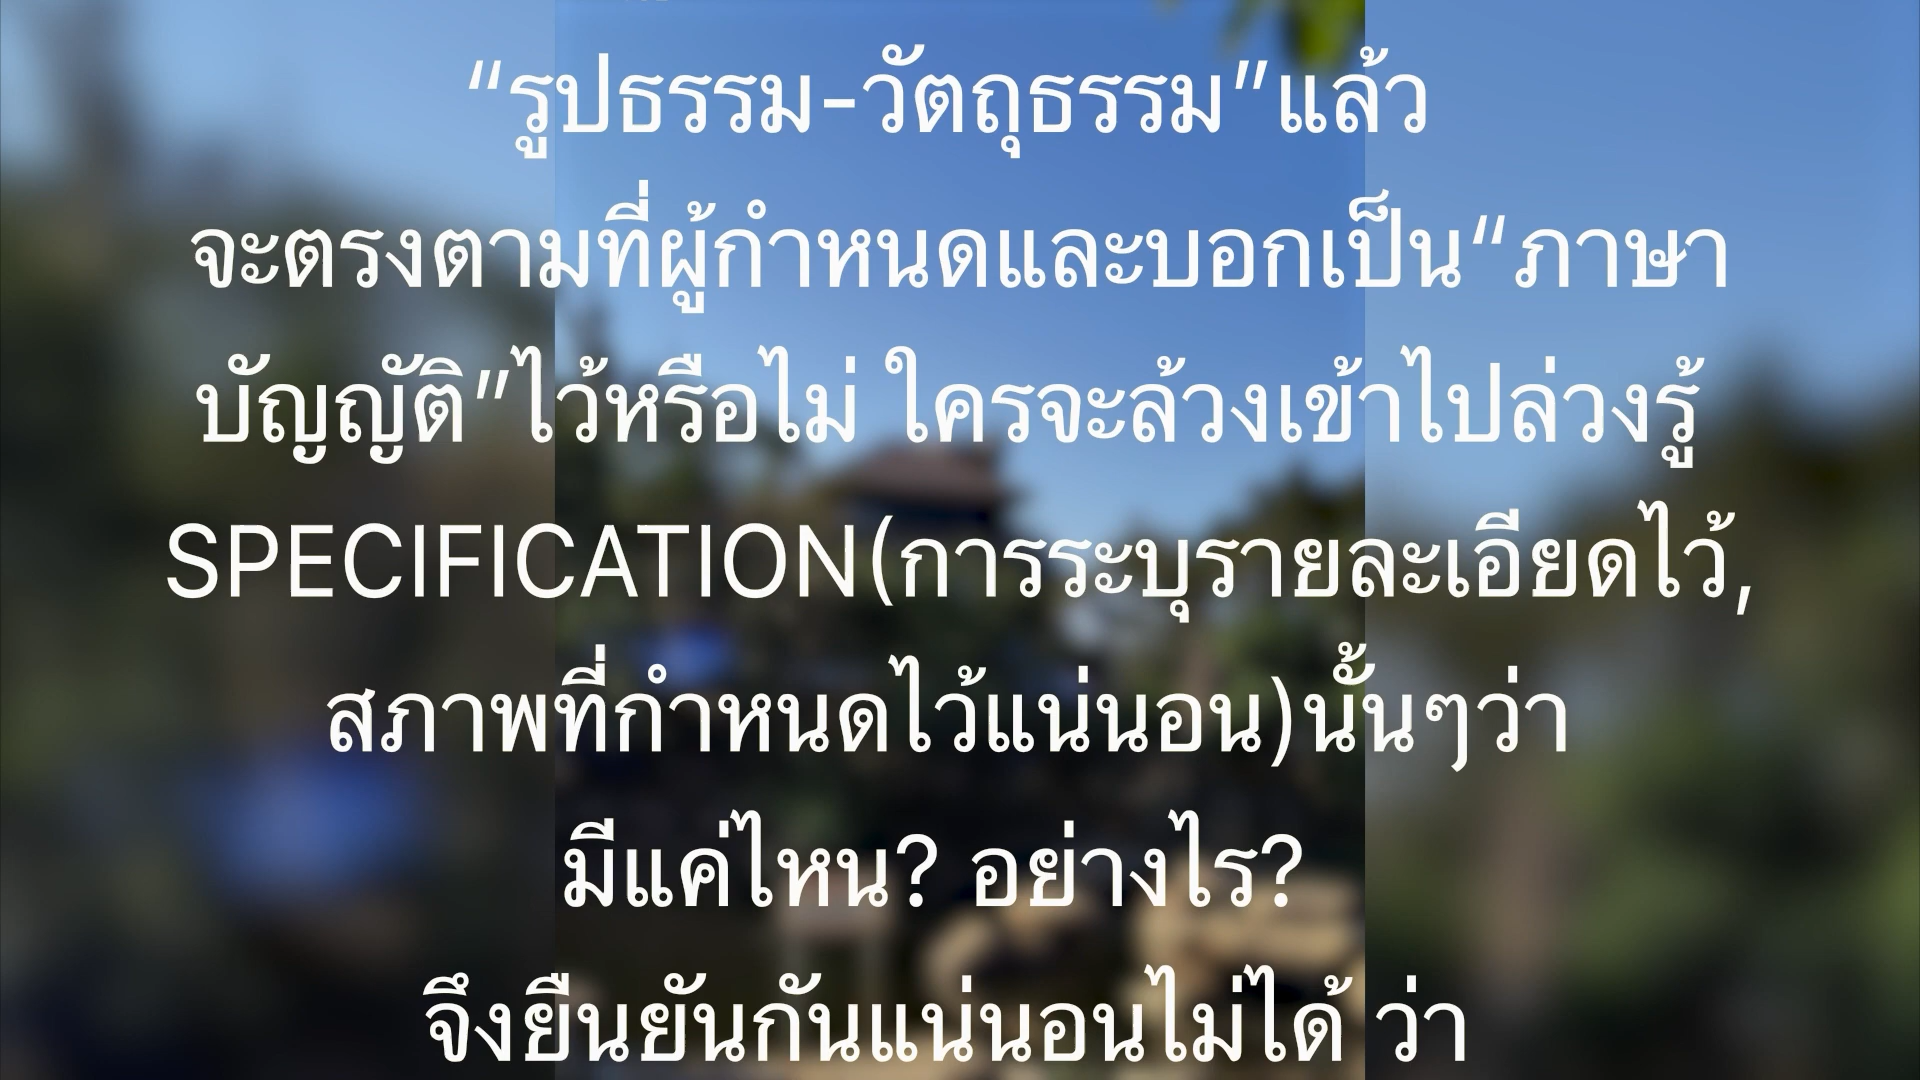 “รูปธรรม-วัตถุธรรม”แล้ว
จะตรงตามที่ผู้กำหนดและบอกเป็น“ภาษา
บัญญัติ”ไว้หรือไม่ ใครจะล้วงเข้าไปล่วงรู้
SPECIFICATION(การระบุรายละเอียดไว้,
สภาพที่กำหนดไว้แน่นอน)นั้นๆว่า
มีแค่ไหน? อย่างไร?
จึงยืนยันกันแน่นอนไม่ได้ ว่า